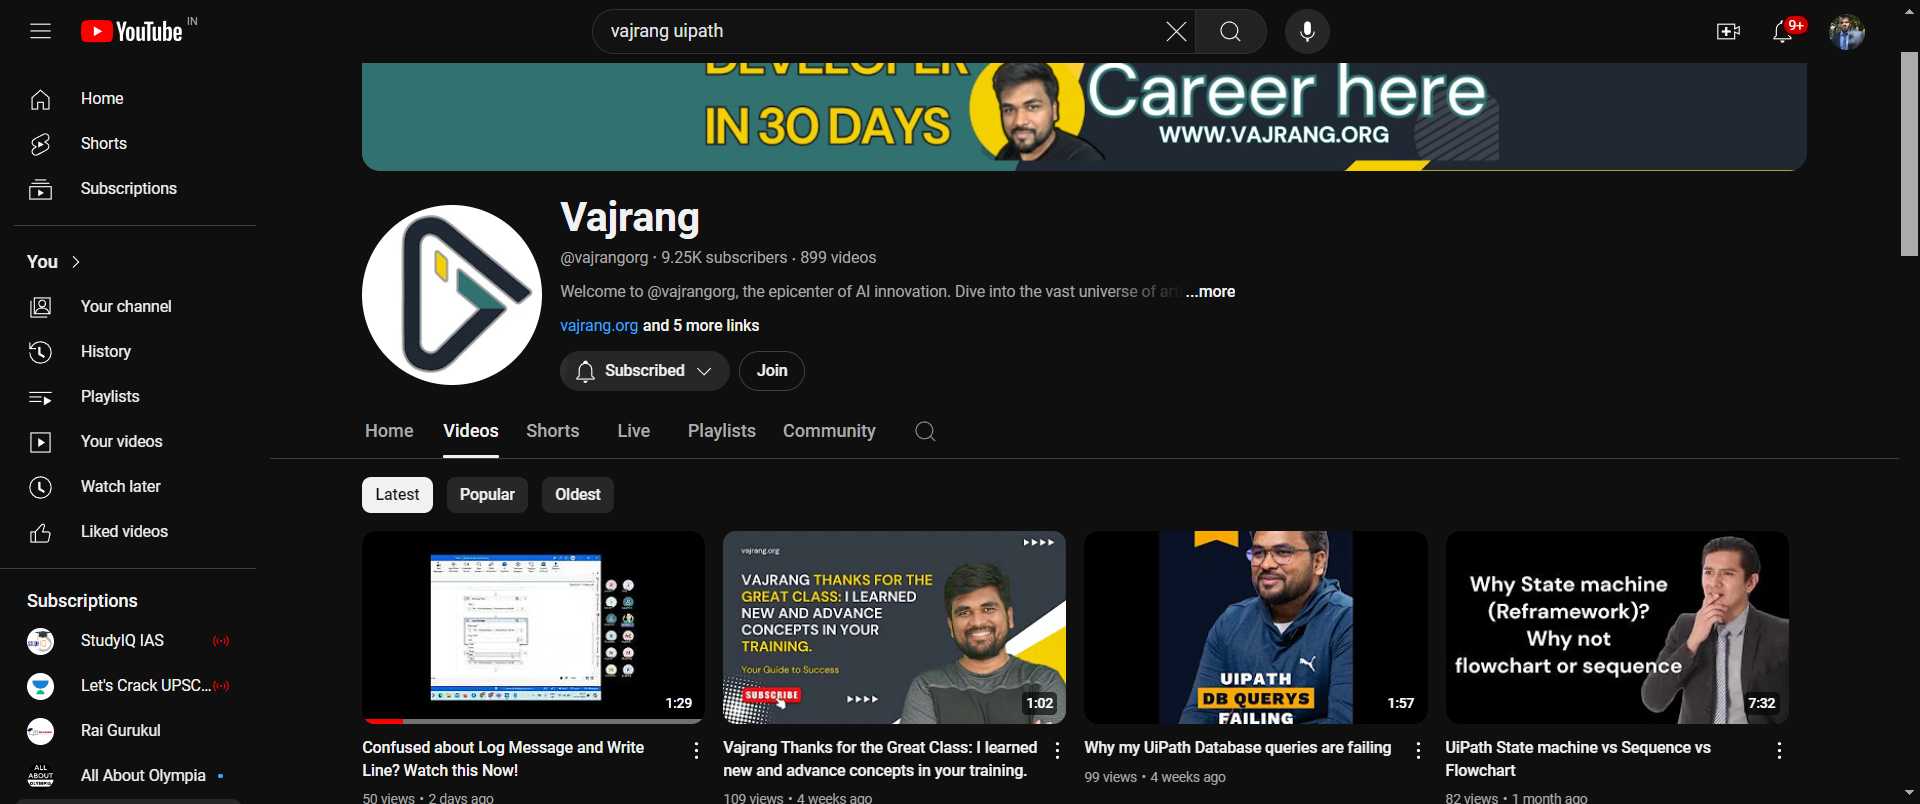 YouTube IN
vajrang uipath
9+
Home
Shorts
Subscriptions
You
Your channel
History
Playlists
Your videos
Watch later
Liked videos
Subscriptions
StudyIQ IAS
Let's Crack UPSC...
Rai Gurukul
ALL ABOUT
All About Olympia
DEVELOPER
IN 30 DAYS
Career here
WWW.VAJRANG.ORG
Vajrang
@vajrangorg · 9.25K subscribers · 899 videos
Welcome to @vajrangorg, the epicenter of AI innovation. Dive into the vast universe of ...more
vajrang.org and 5 more links
Subscribed
Join
Home Videos Shorts Live Playlists Community
Latest Popular Oldest
1:29
Confused about Log Message and Write
Line? Watch this Now!
50 views · 2 days ago
vajrang.org
VAJRANG THANKS FOR THE
GREAT CLASS: I LEARNED
NEW AND ADVANCE
CONCEPTS IN YOUR
TRAINING.
Your Guide to Success
SUBSCRIBE
1:02
Vajrang Thanks for the Great Class: I learned
new and advance concepts in your training.
109 views · 4 weeks ago
UIPATH
DB QUERYS
FAILING
1:57
Why my UiPath Database queries are failing
99 views · 4 weeks ago
Why State machine
(Reframework)?
Why not
flowchart or sequence
7:32
UiPath State machine vs Sequence vs
Flowchart
82 views · 1 month ago